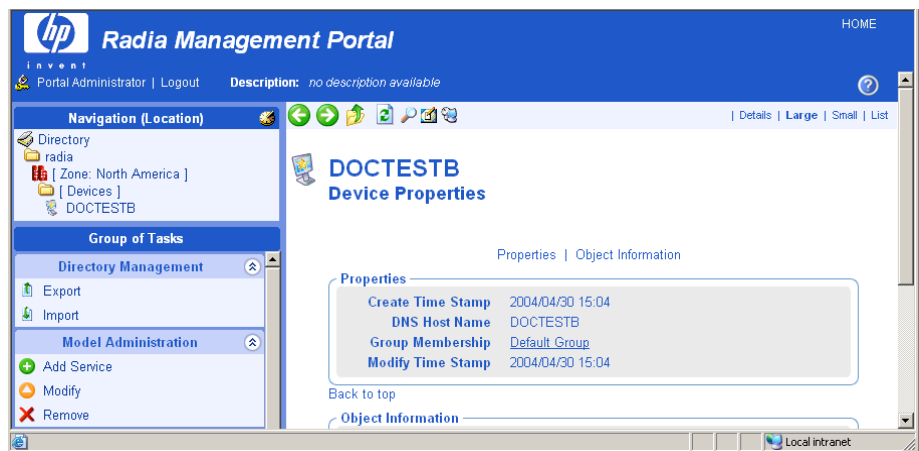 HOME
hp
Radia Management Portal
invent
Portal Administrator | Logout Description: no description available
?
Navigation (Location)
| Details | Large | Small | List
Directory
radia
[ Zone: North America ]
[ Devices ]
DOCTESTB
DOCTESTB
Device Properties
Group of Tasks
Properties | Object Information
Directory Management
Export
Import
Model Administration
Add Service
Modify
Remove
Properties
Create Time Stamp 2004/04/30 15:04
DNS Host Name DOCTESTB
Group Membership Default Group
Modify Time Stamp 2004/04/30 15:04
Back to top
Object Information
Local intranet